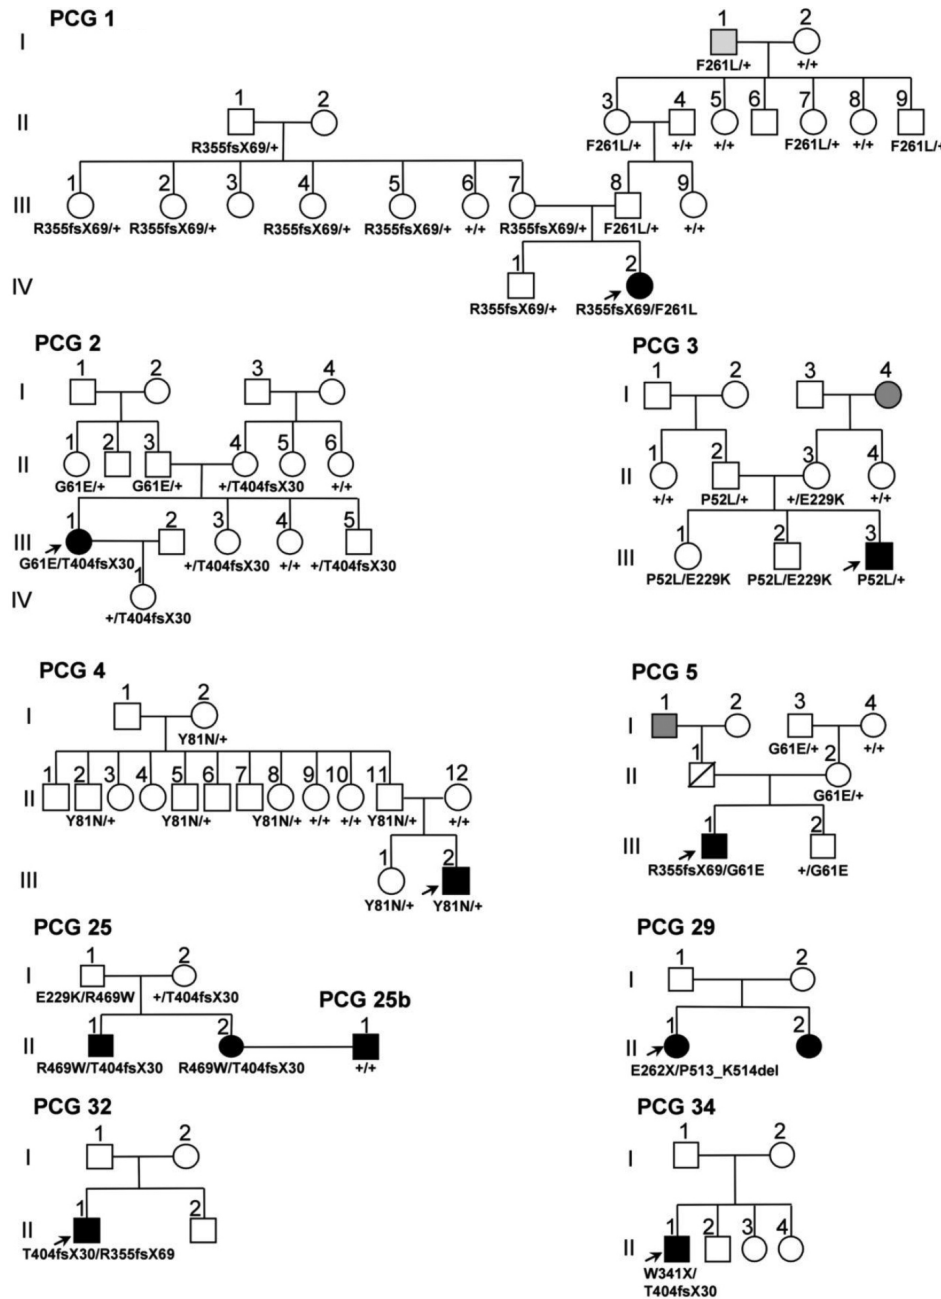 PCG 1
I
1 2
F261L/+ +/+
II
1 2 3 4 5 6 7 8 9
R355fsX69/+ F261L/+ +/+ +/+ F261L/+ +/+ F261L/+
III
1 2 3 4 5 6 7 8 9
R355fsX69/+ R355fsX69/+ R355fsX69/+ R355fsX69/+ +/+ R355fsX69/+ F261L/+ +/+
IV
1 2
R355fsX69/+ R355fsX69/F261L
PCG 2
I
1 2 3 4
II
1 2 3 4 5 6
G61E/+ G61E/+ +/T404fsX30 +/+
III
1 2 3 4 5
G61E/T404fsX30 +/T404fsX30 +/+ +/T404fsX30
IV
1
+/T404fsX30
PCG 3
I
1 2 3 4
II
1 2 3 4
+/+ P52L/+ +/E229K +/+
III
1 2 3
P52L/E229K P52L/E229K P52L/+
PCG 4
I
1 2
Y81N/+
II
1 2 3 4 5 6 7 8 9 10 11 12
Y81N/+ Y81N/+ Y81N/+ +/+ +/+ Y81N/+ +/+
III
1 2
Y81N/+ Y81N/+
PCG 5
I
1 2 3 4
G61E/+ +/+
II
1 2
G61E/+
III
1 2
R355fsX69/G61E +/G61E
PCG 25
I
1 2
E229K/R469W +/T404fsX30
PCG 25b
II
1 2 1
R469W/T404fsX30 R469W/T404fsX30 +/+
PCG 29
I
1 2
II
1 2
E262X/P513_K514del
PCG 32
I
1 2
II
1 2
T404fsX30/R355fsX69
PCG 34
I
1 2
II
1 2 3 4
W341X/
T404fsX30